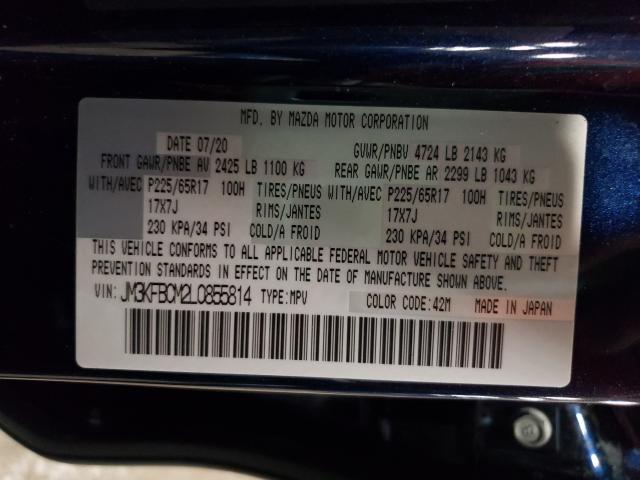 MFD. BY MAZDA MOTOR CORPORATION
DATE 07/20 GVWR/PNBV 4724 LB 2143 KG
FRONT GAWR/PNBE AV 2425 LB 1100 KG REAR GAWR/PNBE AR 2299 LB 1043 KG
WITH/AVEC P225/65R17 100H TIRES/PNEUS WITH/AVEC P225/65R17 100H TIRES/PNEUS
17X7J RIMS/JANTES 17X7J RIMS/JANTES
230 KPA/34 PSI COLD/A FROID 230 KPA/34 PSI COLD/A FROID
THIS VEHICLE CONFORMS TO ALL APPLICABLE FEDERAL MOTOR VEHICLE SAFETY AND THEFT
PREVENTION STANDARDS IN EFFECT ON THE DATE OF MANUFACTURE SHOWN ABOVE.
VIN: JM3KFBCM2L0855814 TYPE:MPV COLOR CODE:42M MADE IN JAPAN